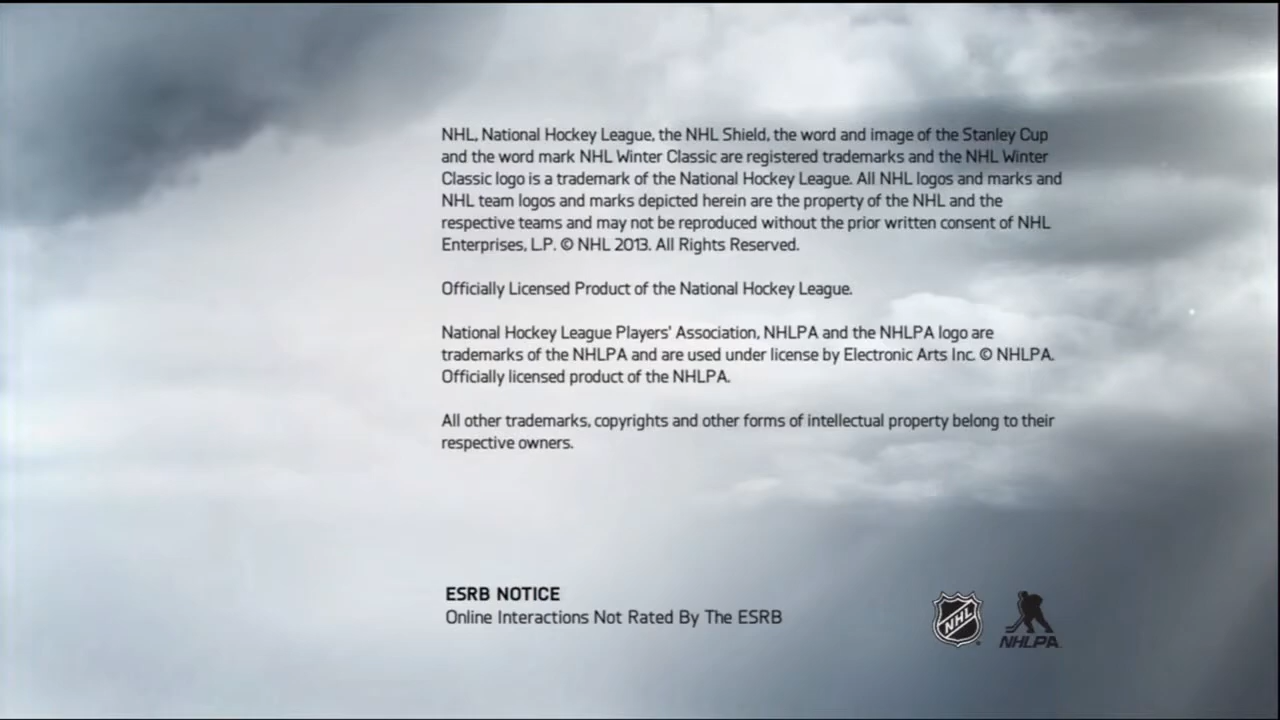 NHL, National Hockey League, the NHL Shield, the word and image of the Stanley Cup
and the word mark NHL Winter Classic are registered trademarks and the NHL Winter
Classic logo is a trademark of the National Hockey League. All NHL logos and marks and
NHL team logos and marks depicted herein are the property of the NHL and the
respective teams and may not be reproduced without the prior written consent of NHL
Enterprises, L.P. © NHL 2013. All Rights Reserved.
Officially Licensed Product of the National Hockey League.
National Hockey League Players' Association, NHLPA and the NHLPA logo are
trademarks of the NHLPA and are used under license by Electronic Arts Inc. © NHLPA.
Officially licensed product of the NHLPA.
All other trademarks, copyrights and other forms of intellectual property belong to their
respective owners.
ESRB NOTICE
Online Interactions Not Rated By The ESRB
NHL
NHLPA